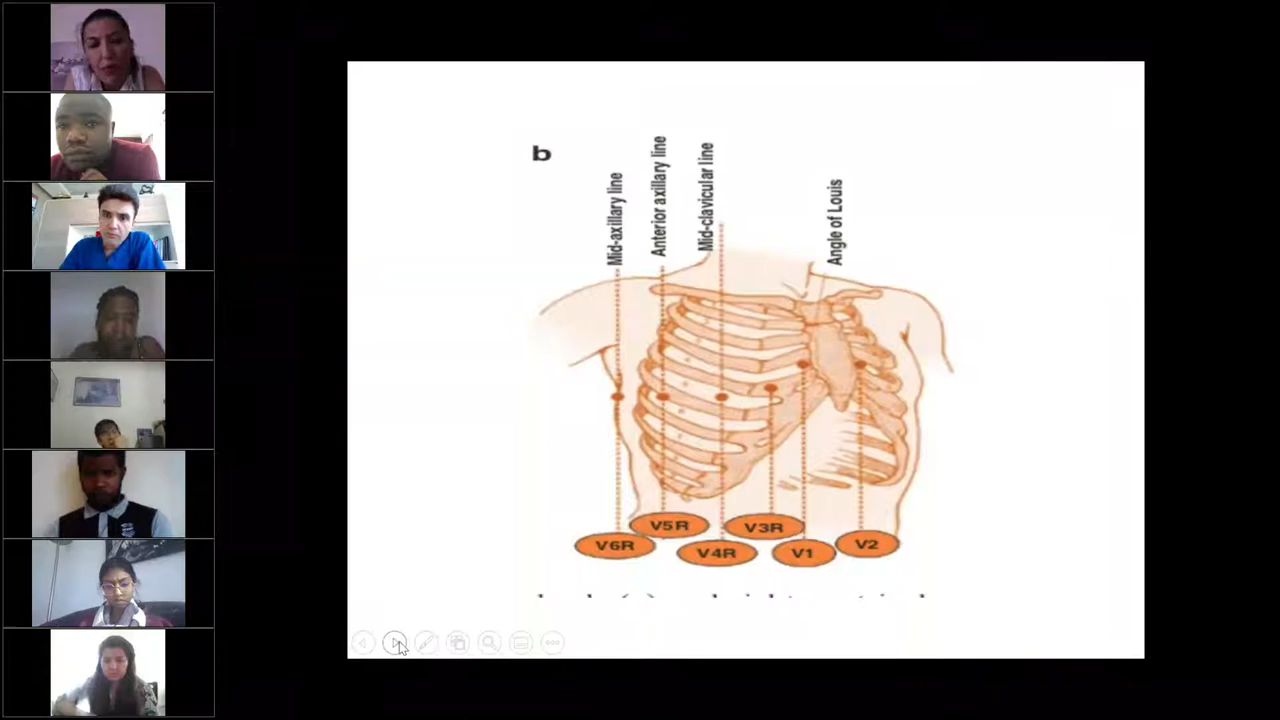 b
Mid-axillary line
Anterior axillary line
Mid-clavicular line
Angle of Louis
V6R
V5R
V4R
V3R
V1
V2